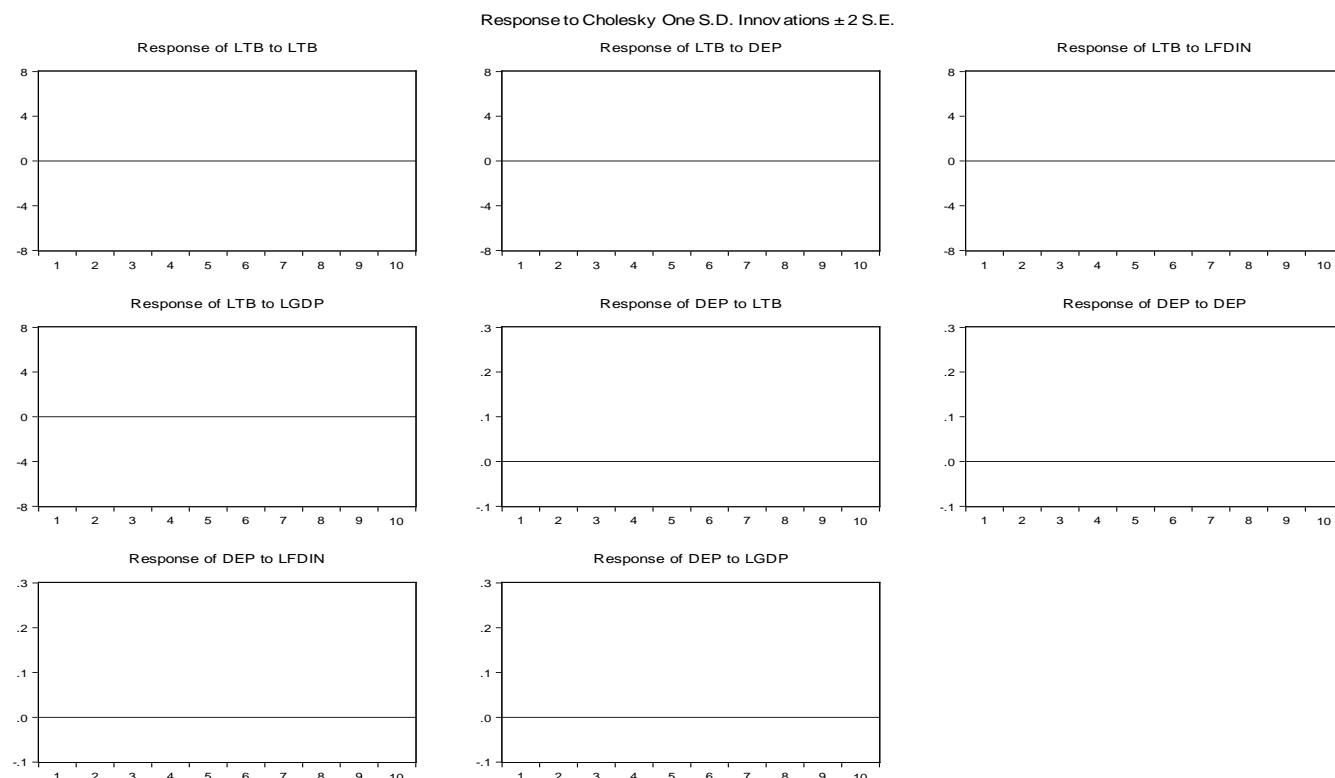 Response to Cholesky One S.D. Innovations ± 2 S.E.
Response of LTB to LTB
8
4
0
-4
-8
1 2 3 4 5 6 7 8 9 10
Response of LTB to DEP
8
4
0
-4
-8
1 2 3 4 5 6 7 8 9 10
Response of LTB to LFDIN
8
4
0
-4
-8
1 2 3 4 5 6 7 8 9 10
Response of LTB to LGDP
8
4
0
-4
-8
1 2 3 4 5 6 7 8 9 10
Response of DEP to LTB
.3
.2
.1
.0
-.1
1 2 3 4 5 6 7 8 9 10
Response of DEP to DEP
.3
.2
.1
.0
-.1
1 2 3 4 5 6 7 8 9 10
Response of DEP to LFDIN
.3
.2
.1
.0
-.1
1 2 3 4 5 6 7 8 9 10
Response of DEP to LGDP
.3
.2
.1
.0
-.1
1 2 3 4 5 6 7 8 9 10